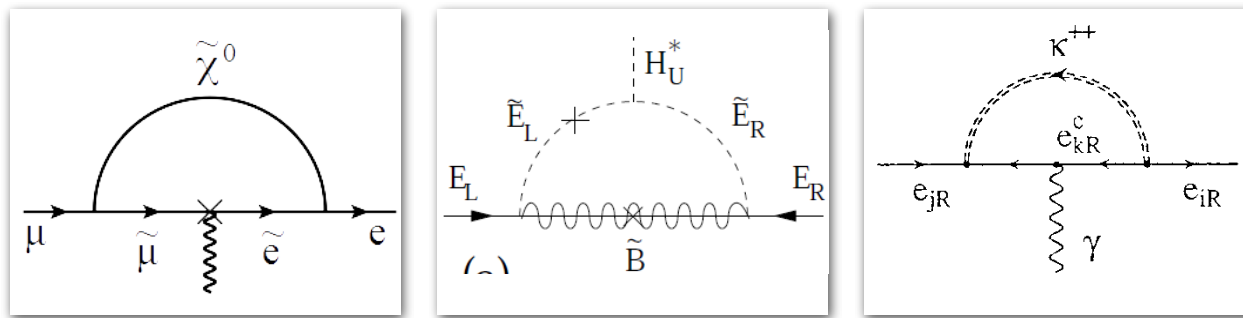 χ̃⁰
μ
μ̃
ẽ
e
H*_U
Ẽ_L
Ẽ_R
E_L
E_R
B̃
κ⁺⁺
e^c_kR
e_jR
e_iR
γ